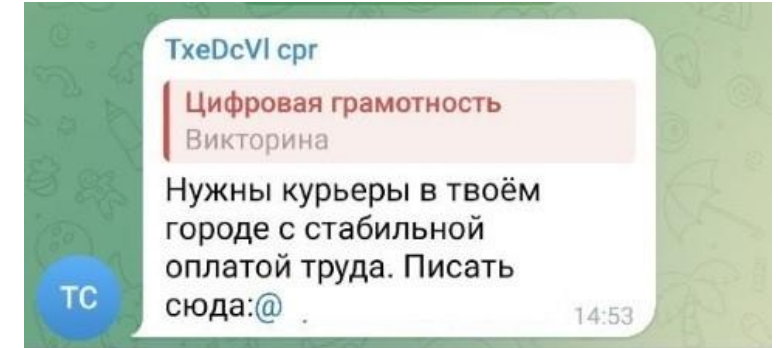 TxeDcVl cpr
Цифровая грамотность
Викторина
Нужны курьеры в твоём
городе с стабильной
оплатой труда. Писать
сюда:@
14:53
TC